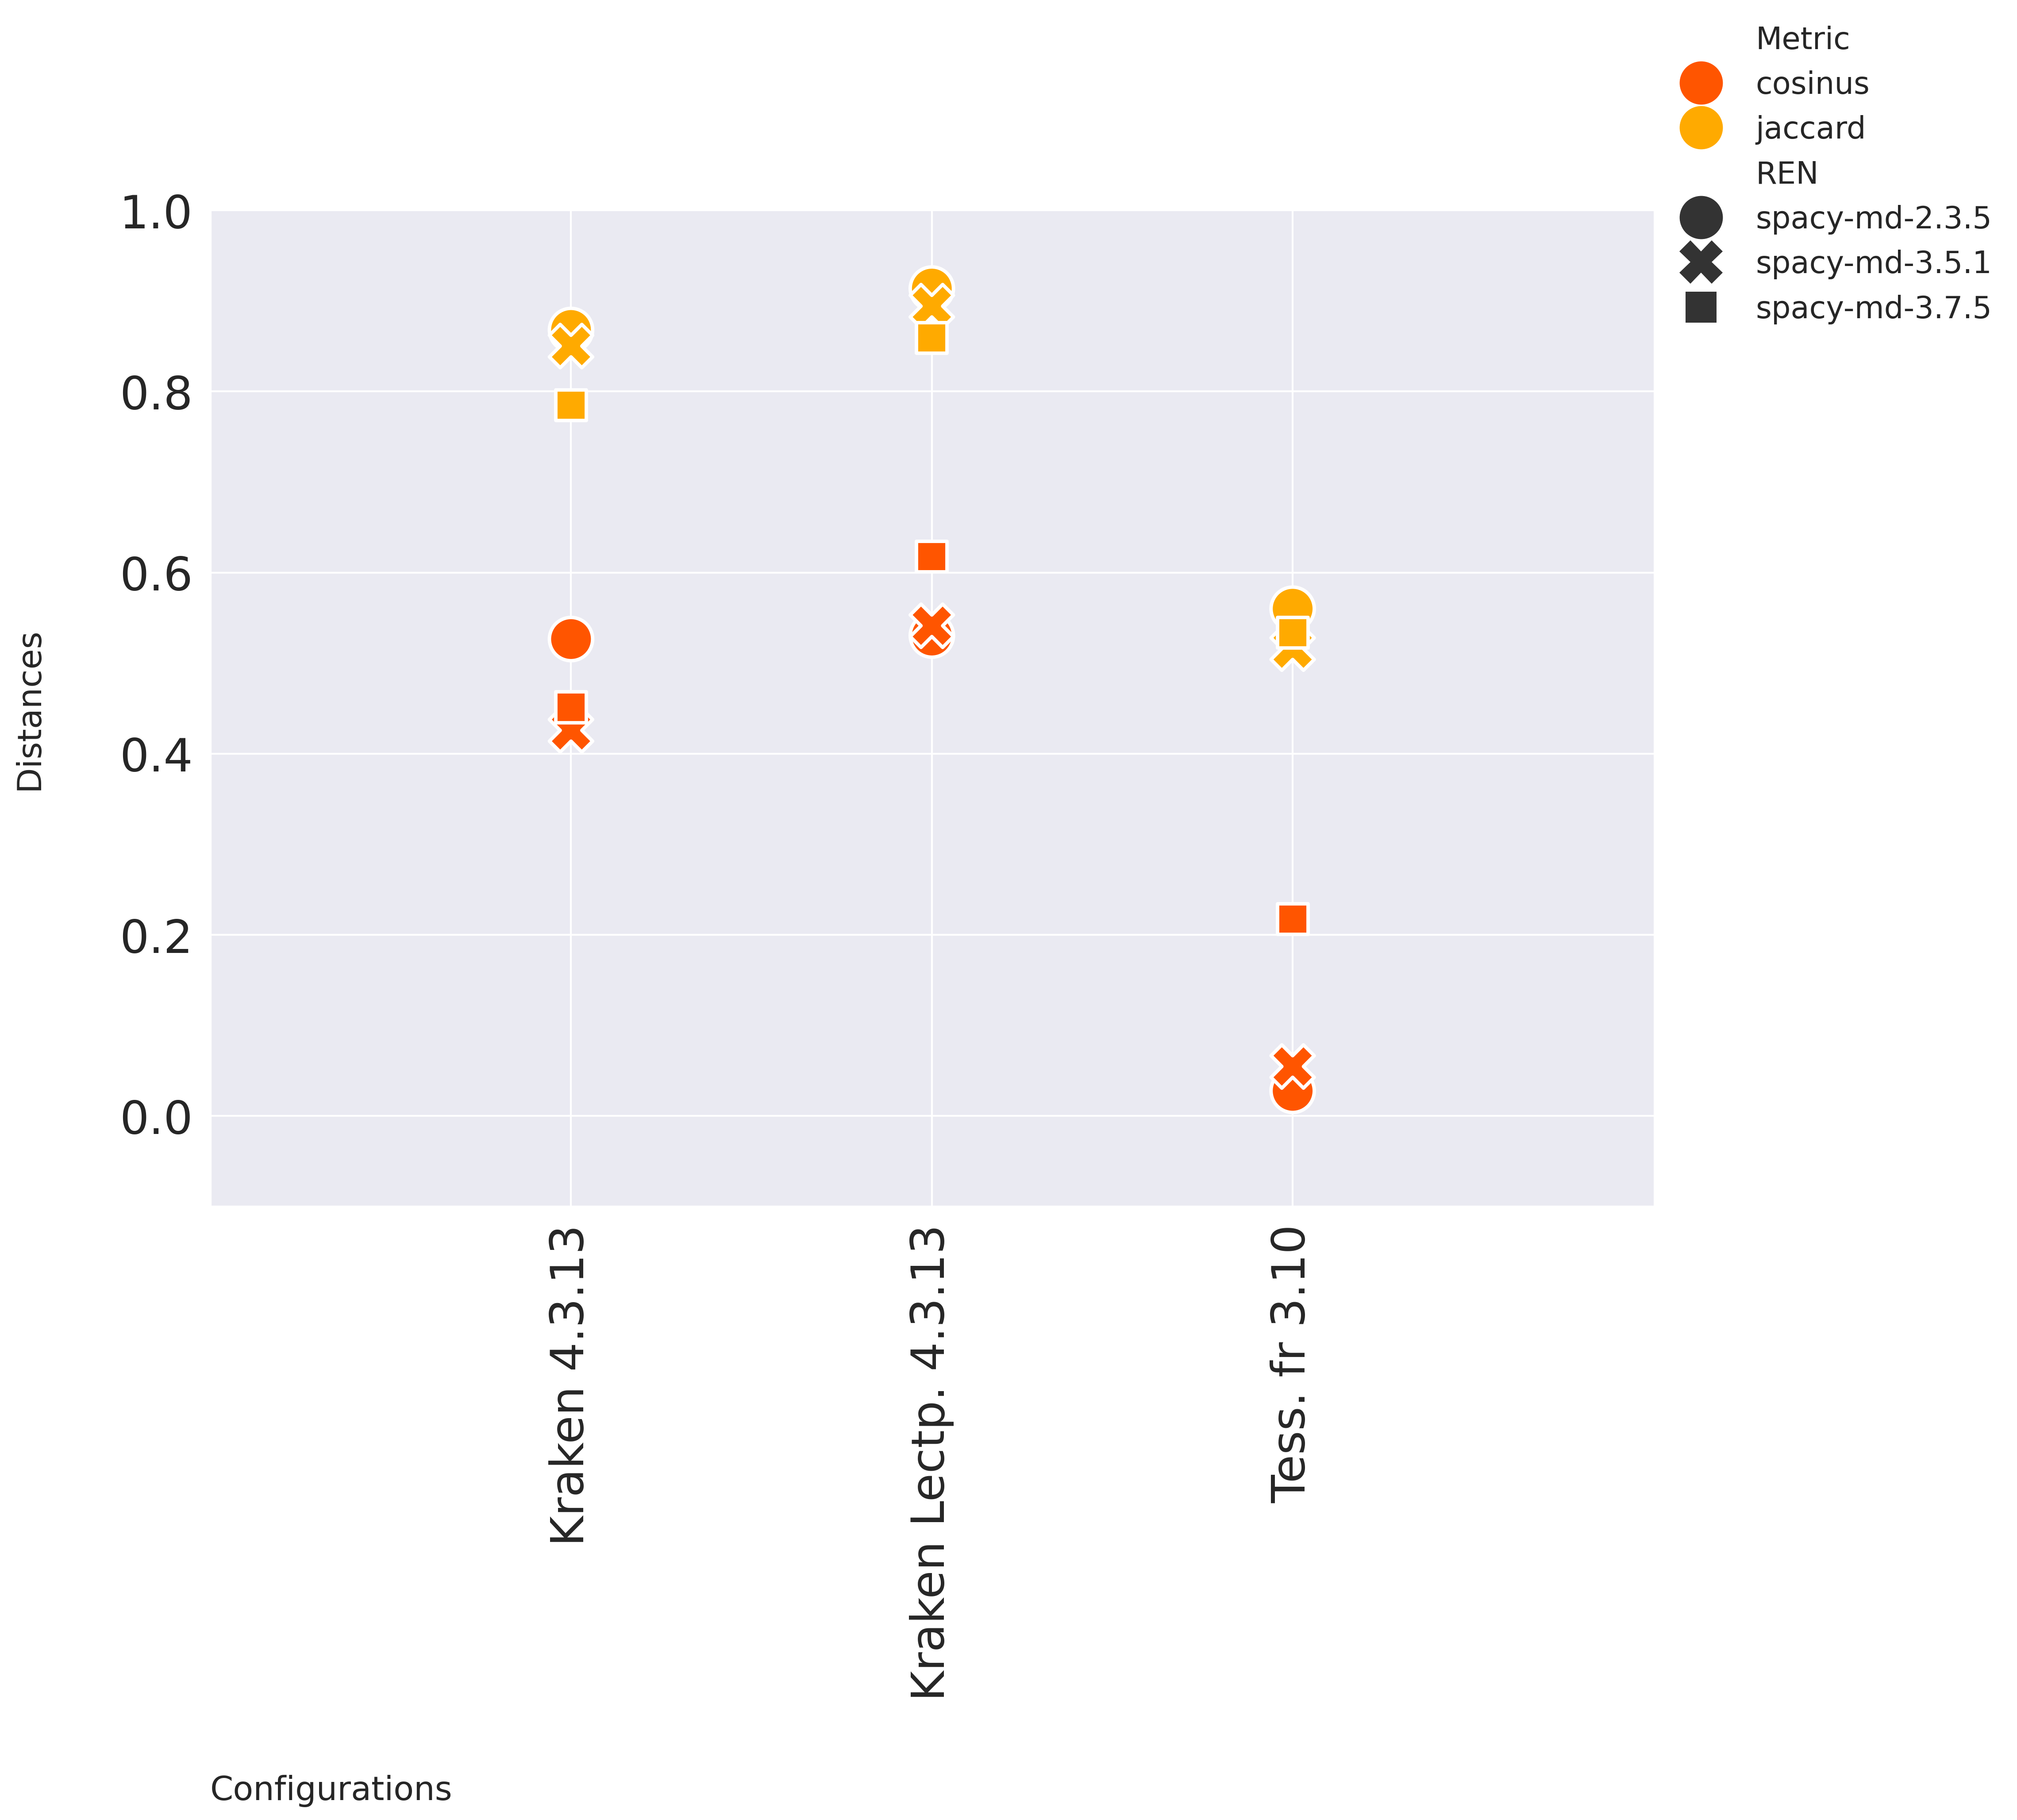 Metric
cosinus
jaccard
REN
spacy-md-2.3.5
spacy-md-3.5.1
spacy-md-3.7.5
1.0
0.8
0.6
0.4
0.2
0.0
Distances
Kraken 4.3.13
Kraken Lectp. 4.3.13
Tess. fr 3.10
Configurations